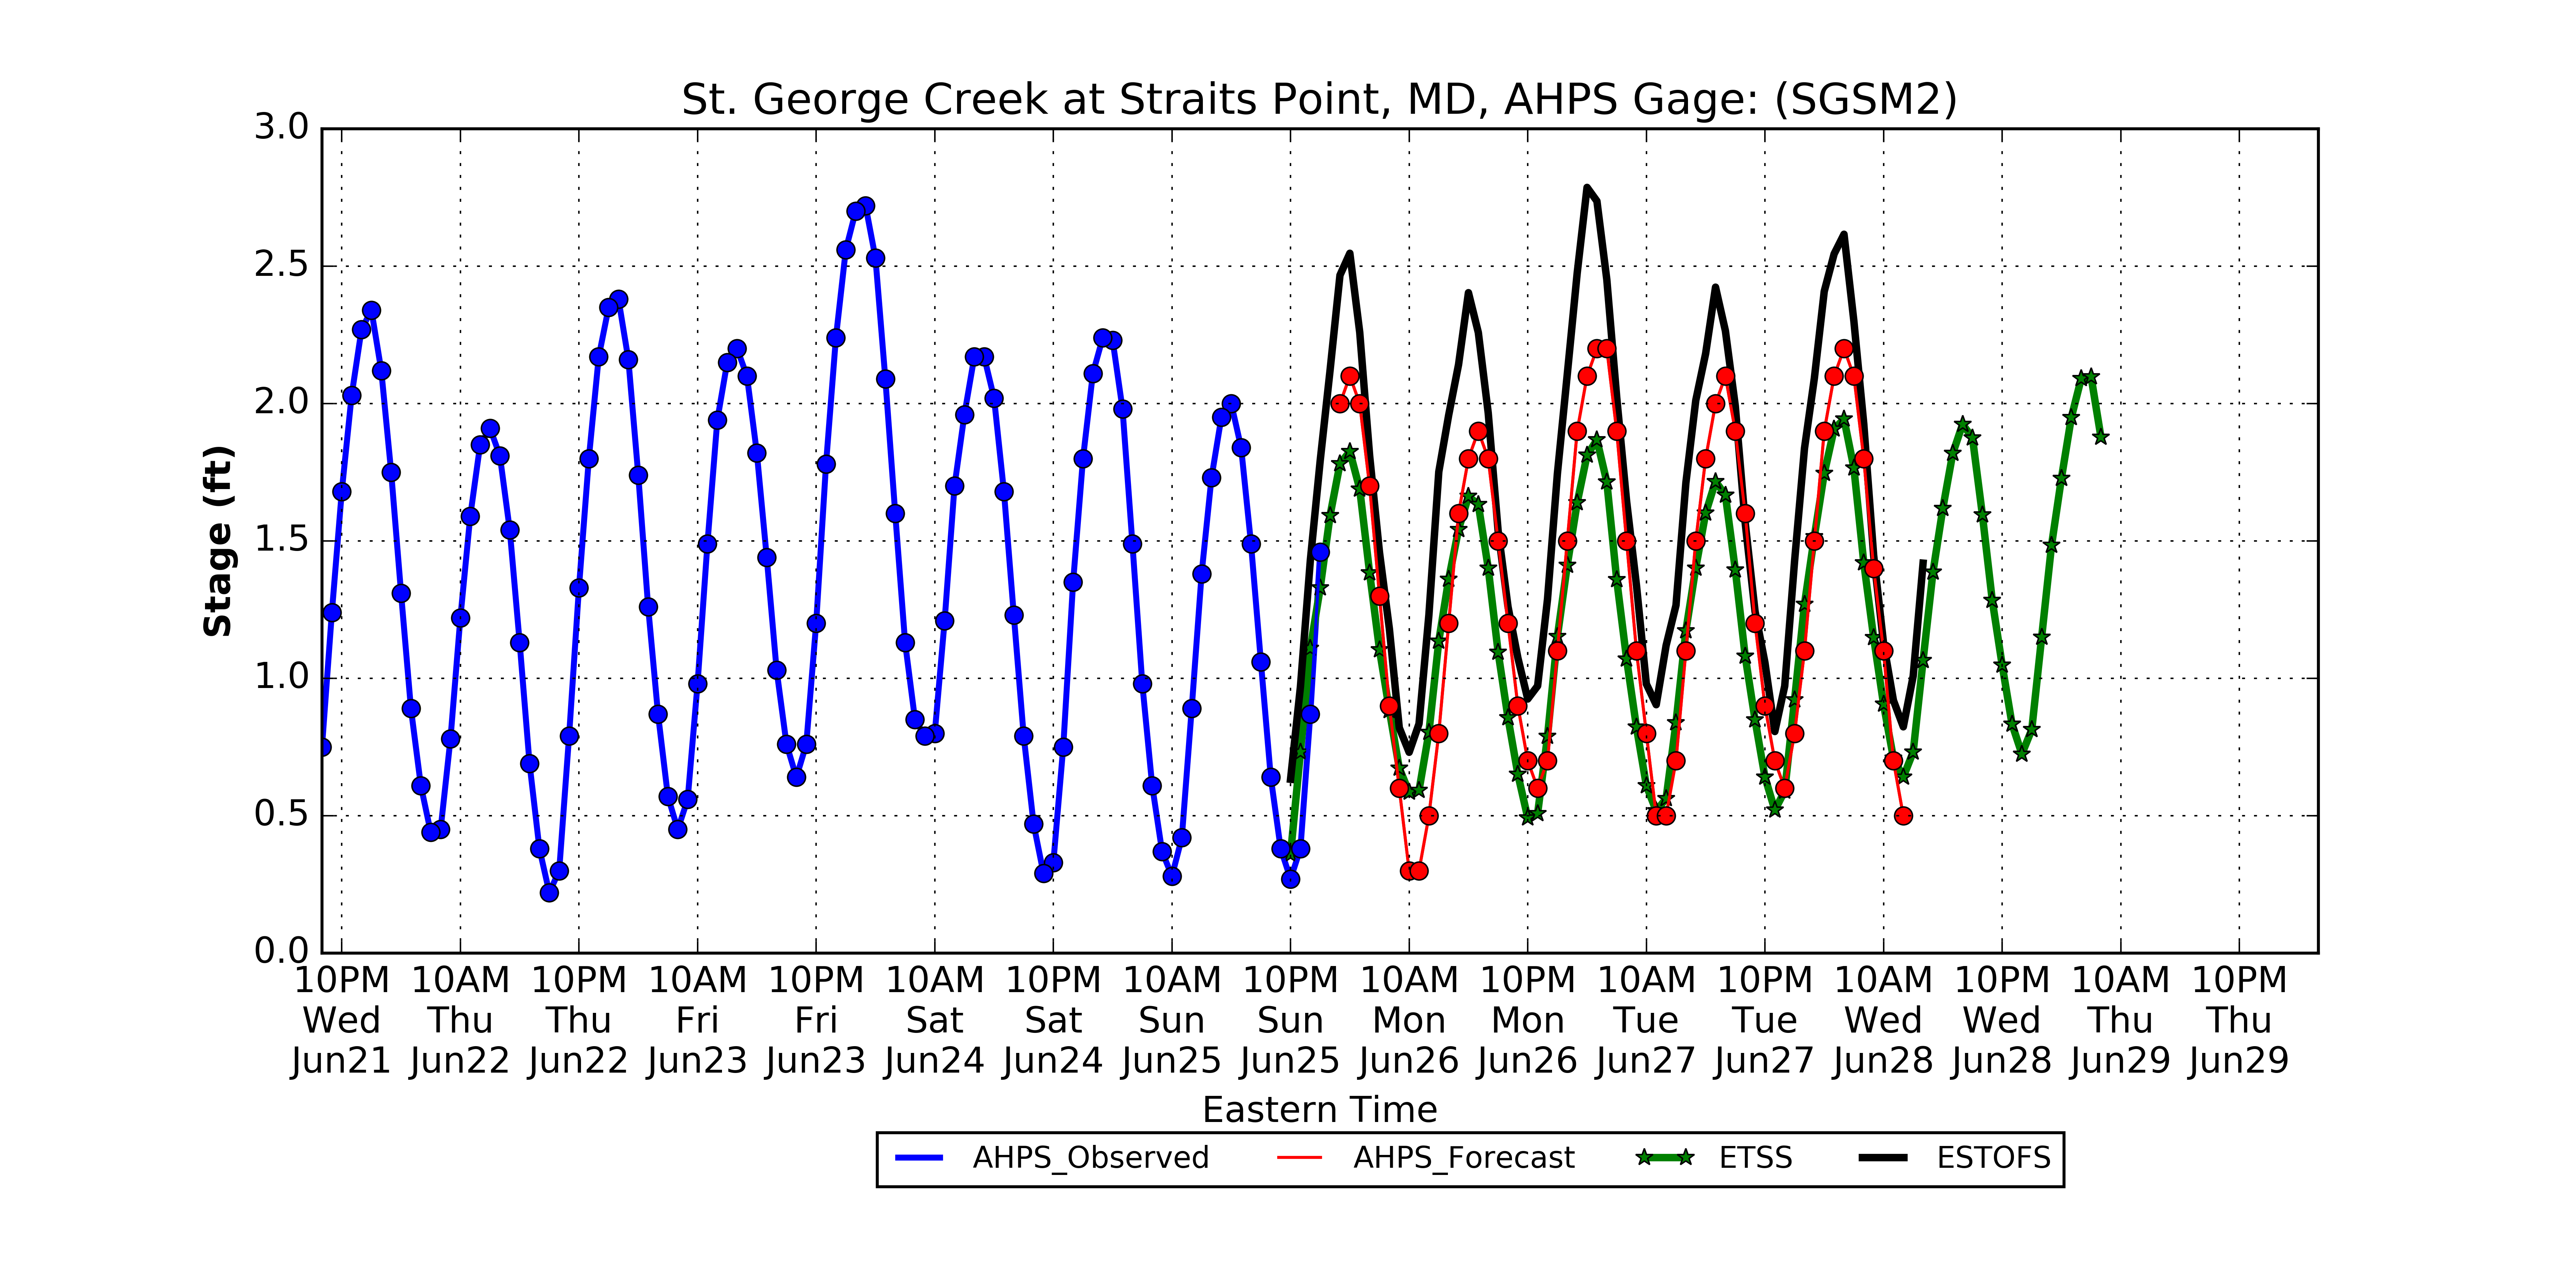 St. George Creek at Straits Point, MD, AHPS Gage: (SGSM2)
3.0
2.5
2.0
1.5
1.0
0.5
0.0
Stage (ft)
10PM 10AM 10PM 10AM 10PM 10AM 10PM 10AM 10PM 10AM 10PM 10AM 10PM 10AM 10PM 10AM 10PM
Wed Thu Thu Fri Fri Sat Sat Sun Sun Mon Mon Tue Tue Wed Wed Thu Thu
Jun21 Jun22 Jun22 Jun23 Jun23 Jun24 Jun24 Jun25 Jun25 Jun26 Jun26 Jun27 Jun27 Jun28 Jun28 Jun29 Jun29
Eastern Time
AHPS_Observed AHPS_Forecast ETSS ESTOFS